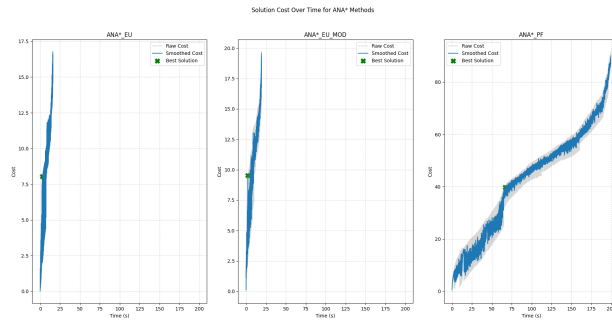 Solution Cost Over Time for ANA* Methods
ANA*_EU
Raw Cost
Smoothed Cost
Best Solution
17.5
15.0
12.5
10.0
7.5
5.0
2.5
0.0
Cost
0 25 50 75 100 125 150 175 200
Time (s)
ANA*_EU_MOD
Raw Cost
Smoothed Cost
Best Solution
20.0
17.5
15.0
12.5
10.0
7.5
5.0
2.5
0.0
Cost
0 25 50 75 100 125 150 175 200
Time (s)
ANA*_PF
Raw Cost
Smoothed Cost
Best Solution
80
60
40
20
0
Cost
0 25 50 75 100 125 150 175 200
Time (s)